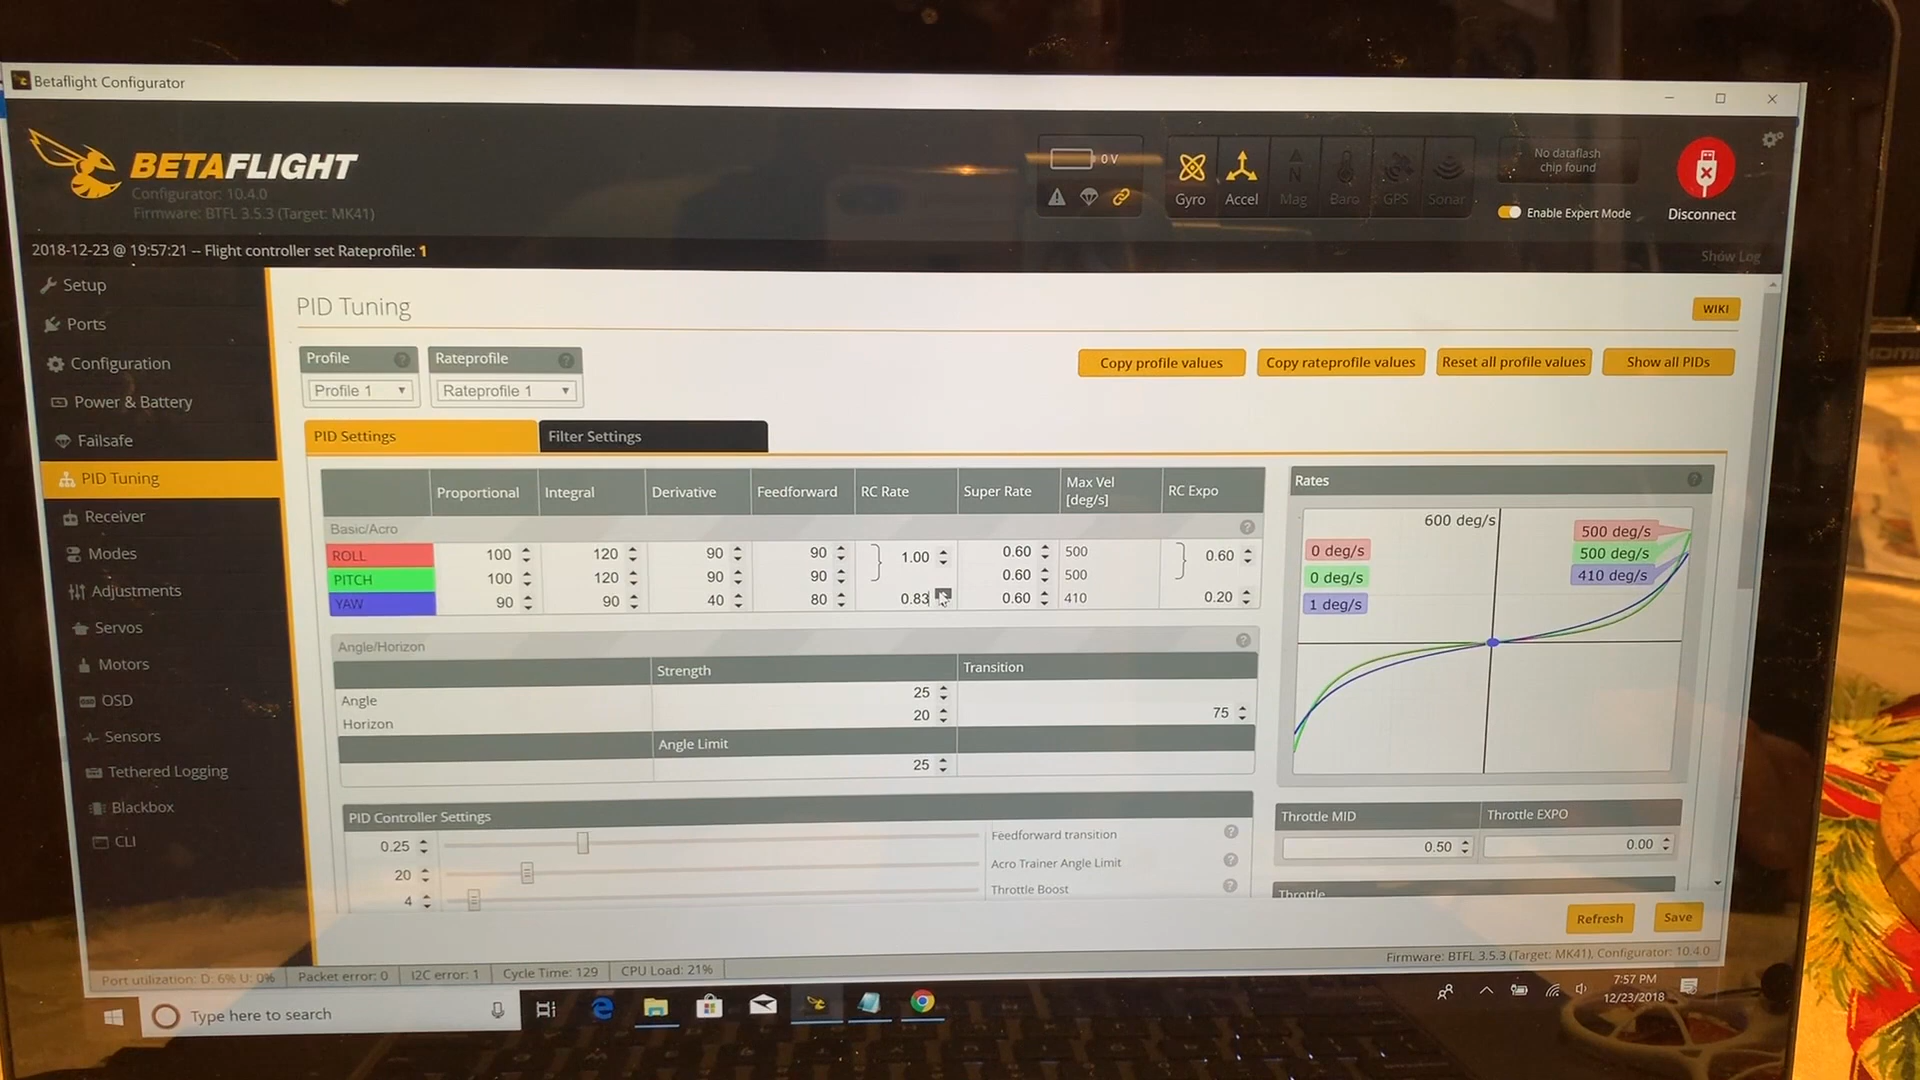 Betaflight Configurator
BETAFLIGHT
Configurator: 10.4.0
Firmware: BTFL 3.5.3 (Target: MK41)
0 V
Gyro
Accel
Mag
Baro
GPS
Sonar
No dataflash
chip found
Enable Expert Mode
Disconnect
2018-12-23 @ 19:57:21 -- Flight controller set Rateprofile: 1
Show Log
Setup
Ports
Configuration
Power & Battery
Failsafe
PID Tuning
Receiver
Modes
Adjustments
Servos
Motors
OSD
Sensors
Tethered Logging
Blackbox
CLI
PID Tuning
WIKI
Profile
Rateprofile
Profile 1
Rateprofile 1
Copy profile values
Copy rateprofile values
Reset all profile values
Show all PIDs
PID Settings
Filter Settings
Proportional Integral Derivative Feedforward RC Rate Super Rate Max Vel [deg/s] RC Expo
Basic/Acro
ROLL 100 120 90 90 1.00 0.60 500 0.60
PITCH 100 120 90 90 0.60 500
YAW 90 90 40 80 0.83 0.60 410 0.20
Angle/Horizon
Strength Transition
Angle 25
Horizon 20 75
Angle Limit
25
PID Controller Settings
0.25 Feedforward transition
20 Acro Trainer Angle Limit
4 Throttle Boost
Rates
600 deg/s
0 deg/s
0 deg/s
1 deg/s
500 deg/s
500 deg/s
410 deg/s
Throttle MID Throttle EXPO
0.50 0.00
Throttle
Refresh
Save
Port utilization: D: 6% U: 0% Packet error: 0 I2C error: 1 Cycle Time: 129 CPU Load: 21%
Firmware: BTFL 3.5.3 (Target: MK41), Configurator: 10.4.0
Type here to search
7:57 PM
12/23/2018